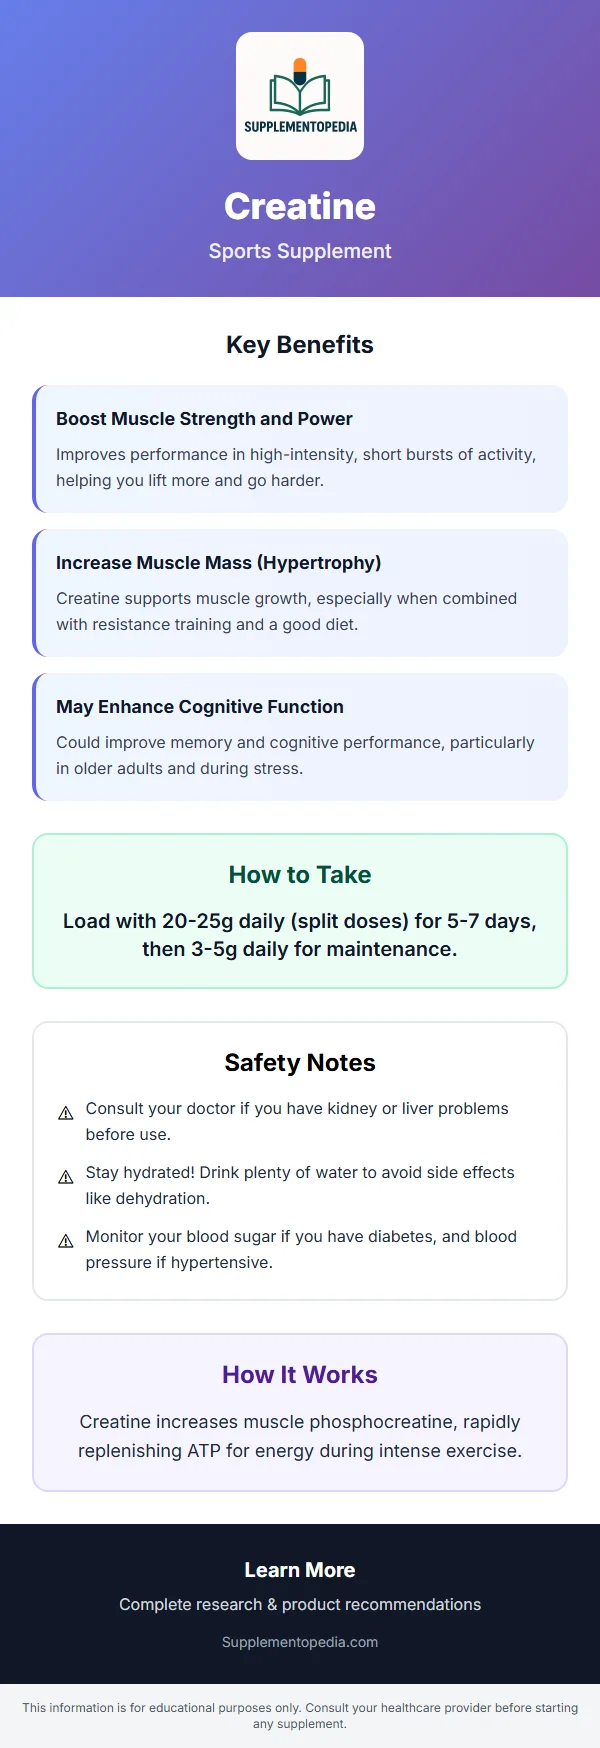 SUPPLEMENTOPEDIA
Creatine
Sports Supplement
Key Benefits
Boost Muscle Strength and Power
Improves performance in high-intensity, short bursts of activity,
helping you lift more and go harder.
Increase Muscle Mass (Hypertrophy)
Creatine supports muscle growth, especially when combined
with resistance training and a good diet.
May Enhance Cognitive Function
Could improve memory and cognitive performance, particularly
in older adults and during stress.
How to Take
Load with 20-25g daily (split doses) for 5-7 days,
then 3-5g daily for maintenance.
Safety Notes
⚠ Consult your doctor if you have kidney or liver problems
before use.
⚠ Stay hydrated! Drink plenty of water to avoid side effects
like dehydration.
⚠ Monitor your blood sugar if you have diabetes, and blood
pressure if hypertensive.
How It Works
Creatine increases muscle phosphocreatine, rapidly
replenishing ATP for energy during intense exercise.
Learn More
Complete research & product recommendations
Supplementopedia.com
This information is for educational purposes only. Consult your healthcare provider before starting
any supplement.